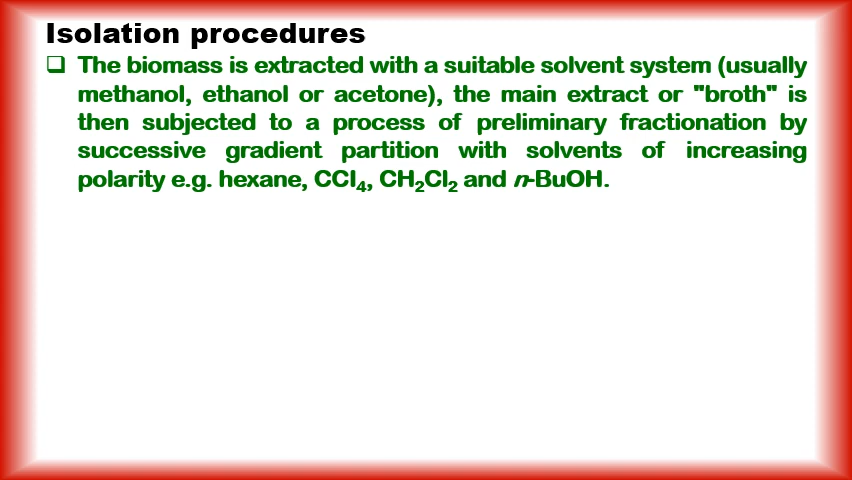 Isolation procedures
❑ The biomass is extracted with a suitable solvent system (usually
methanol, ethanol or acetone), the main extract or "broth" is
then subjected to a process of preliminary fractionation by
successive gradient partition with solvents of increasing
polarity e.g. hexane, CCl₄, CH₂Cl₂ and n-BuOH.